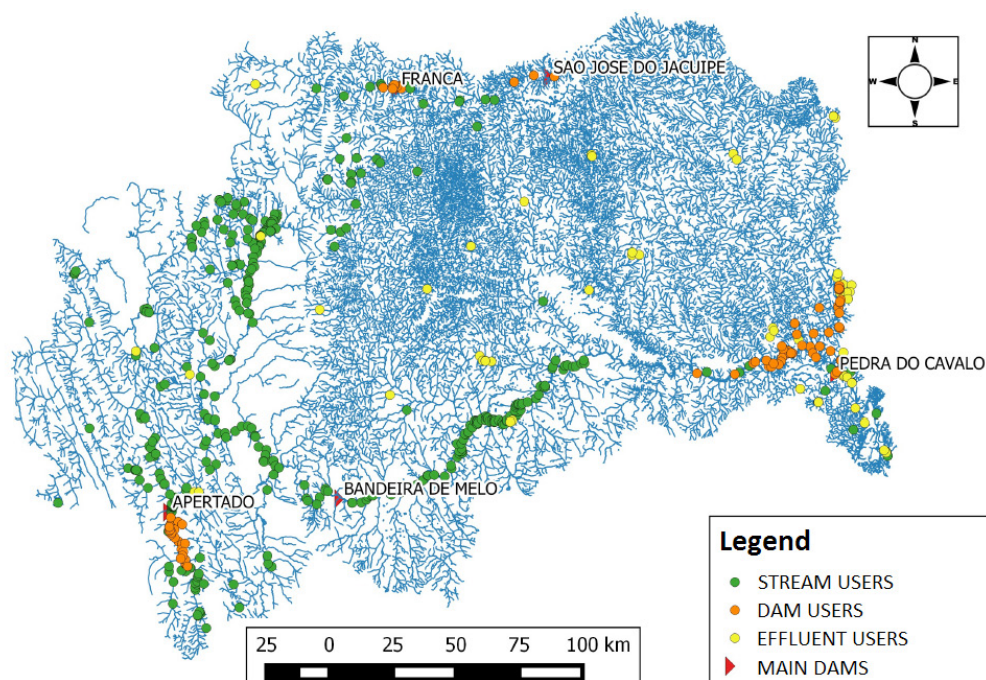 FRANCA
SAO JOSE DO JACUIPE
N
W
E
S
PEDRA DO CAVALO
BANDEIRA DE MELO
APERTADO
Legend
STREAM USERS
DAM USERS
EFFLUENT USERS
MAIN DAMS
25 0 25 50 75 100 km